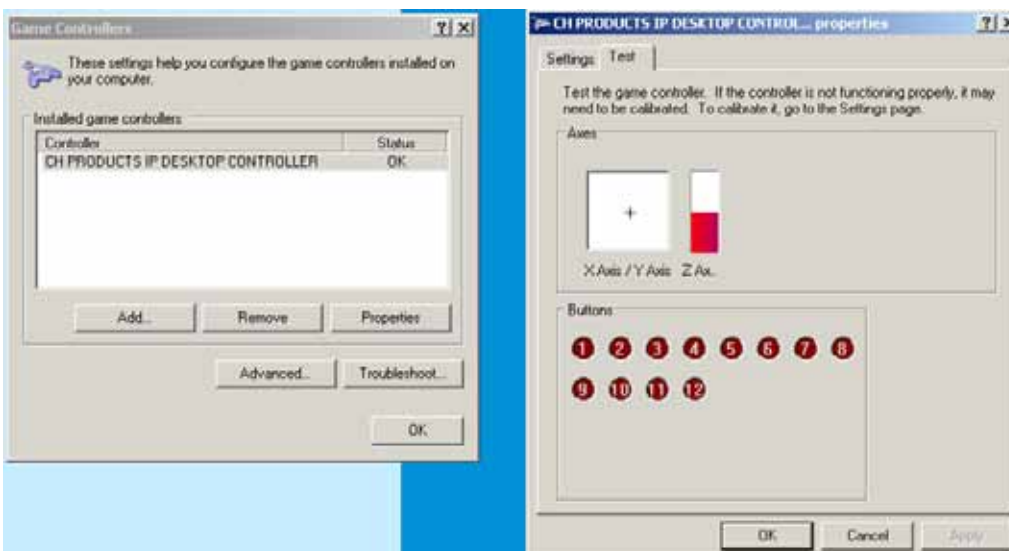 Game Controllers
These settings help you configure the game controllers installed on
your computer.
Installed game controllers
Controller Status
CH PRODUCTS IP DESKTOP CONTROLLER OK
Add... Remove Properties
Advanced... Troubleshoot...
OK
CH PRODUCTS IP DESKTOP CONTROL... properties
Settings Test
Test the game controller. If the controller is not functioning properly, it may
need to be calibrated. To calibrate it, go to the Settings page.
Axes
X Axis / Y Axis Z Ax..
Buttons
1 2 3 4 5 6 7 8
9 10 11 12
OK Cancel Apply